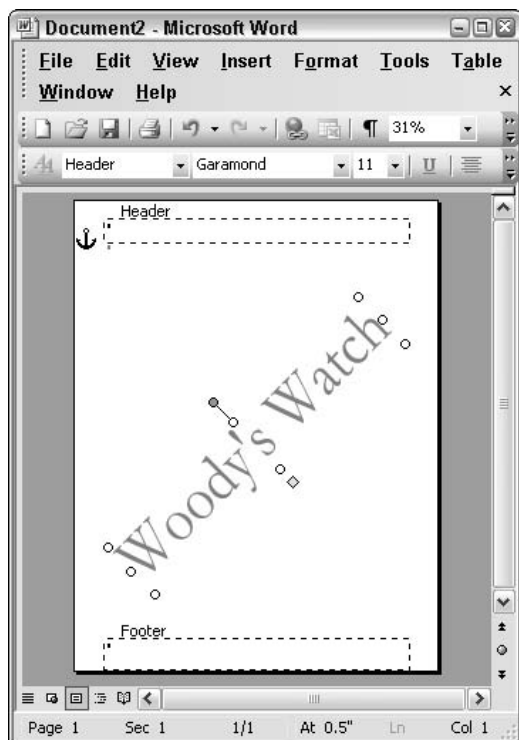 Document2 - Microsoft Word
File Edit View Insert Format Tools Table
Window Help
¶ 31%
Header Garamond 11 U
Header
Woody's Watch
Footer
Page 1 Sec 1 1/1 At 0.5" Ln Col 1